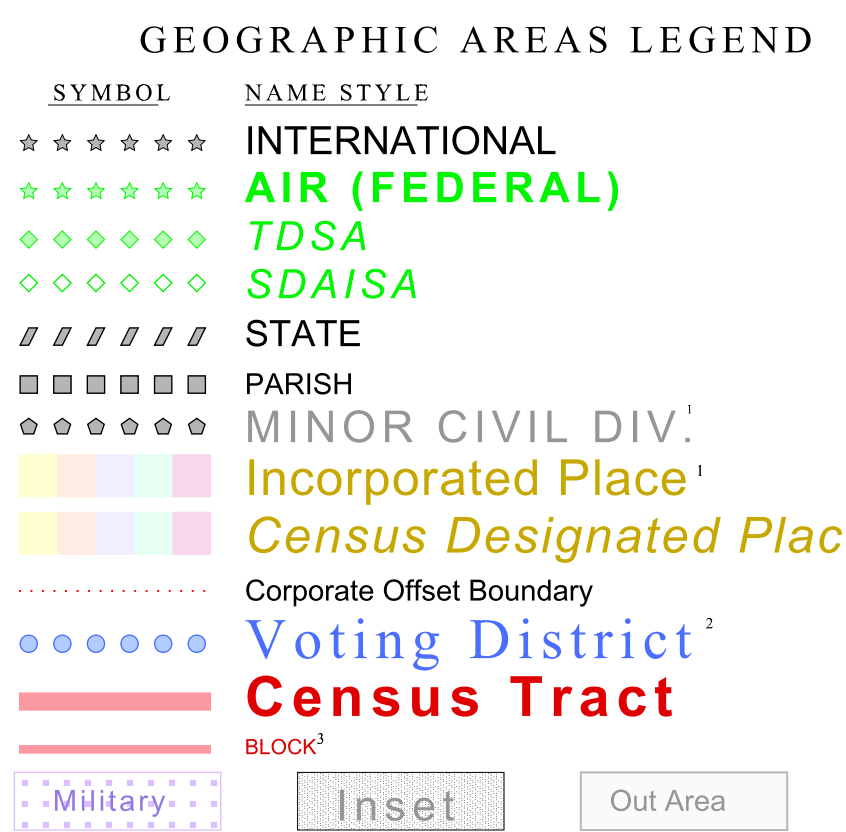 GEOGRAPHIC AREAS LEGEND
SYMBOL NAME STYLE
INTERNATIONAL
AIR (FEDERAL)
TDSA
SDAISA
STATE
PARISH
MINOR CIVIL DIV.¹
Incorporated Place ¹
Census Designated Plac
Corporate Offset Boundary
Voting District ²
Census Tract
BLOCK³
Military Inset Out Area